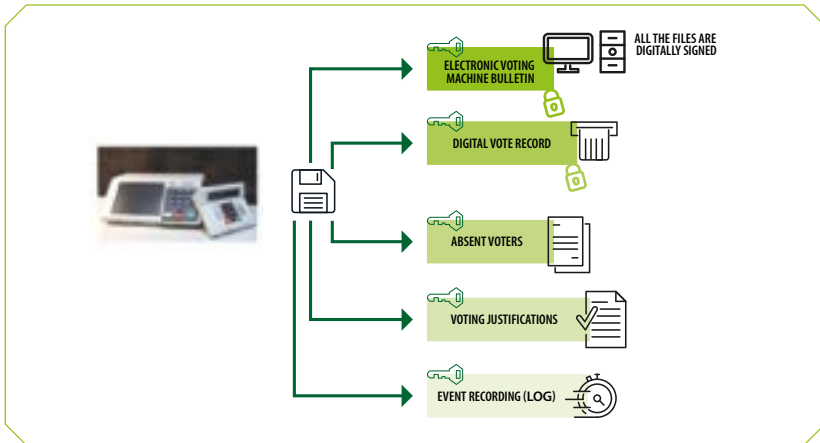 ALL THE FILES ARE
DIGITALLY SIGNED
ELECTRONIC VOTING
MACHINE BULLETIN
DIGITAL VOTE RECORD
ABSENT VOTERS
VOTING JUSTIFICATIONS
EVENT RECORDING (LOG)